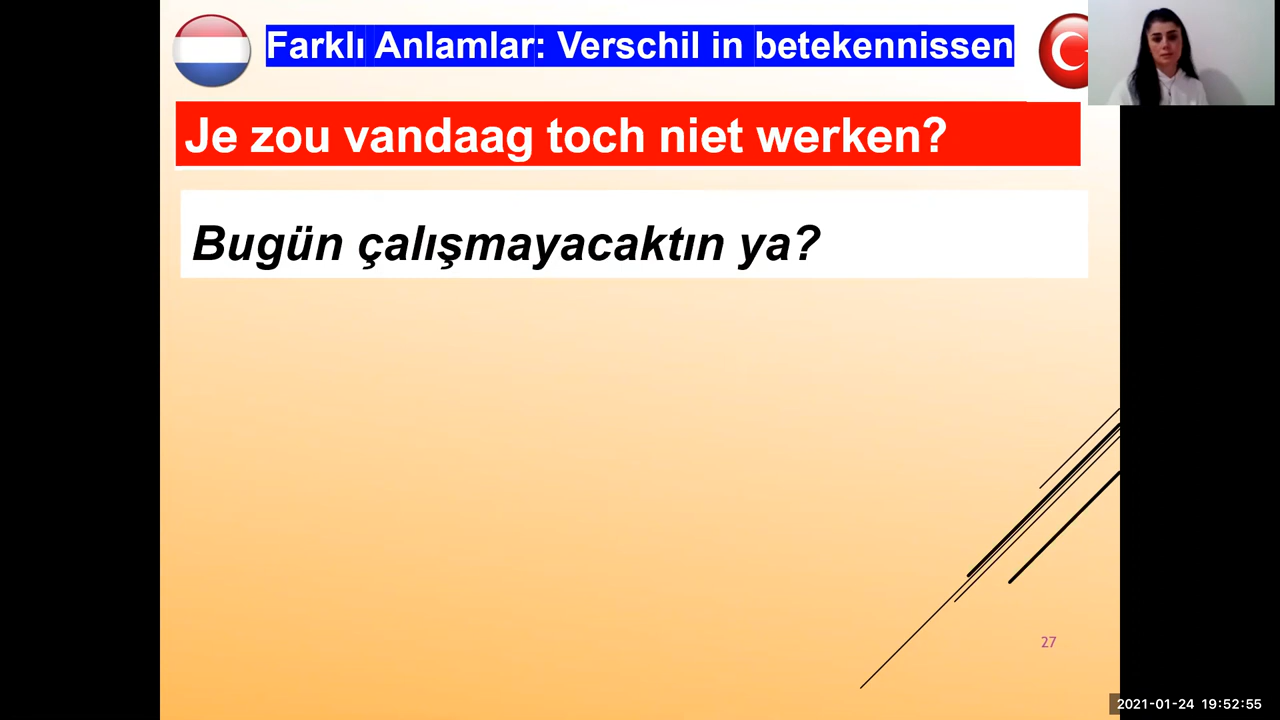 Farklı Anlamlar: Verschil in betekennissen
Je zou vandaag toch niet werken?
Bugün çalışmayacaktın ya?
27
2021-01-24 19:52:55